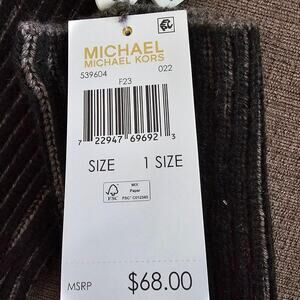 MICHAEL
MICHAEL KORS
539604 022
F23
7 22947 69692 3
SIZE 1 SIZE
MIX
Paper
FSC FSC® C012585
MSRP $68.00